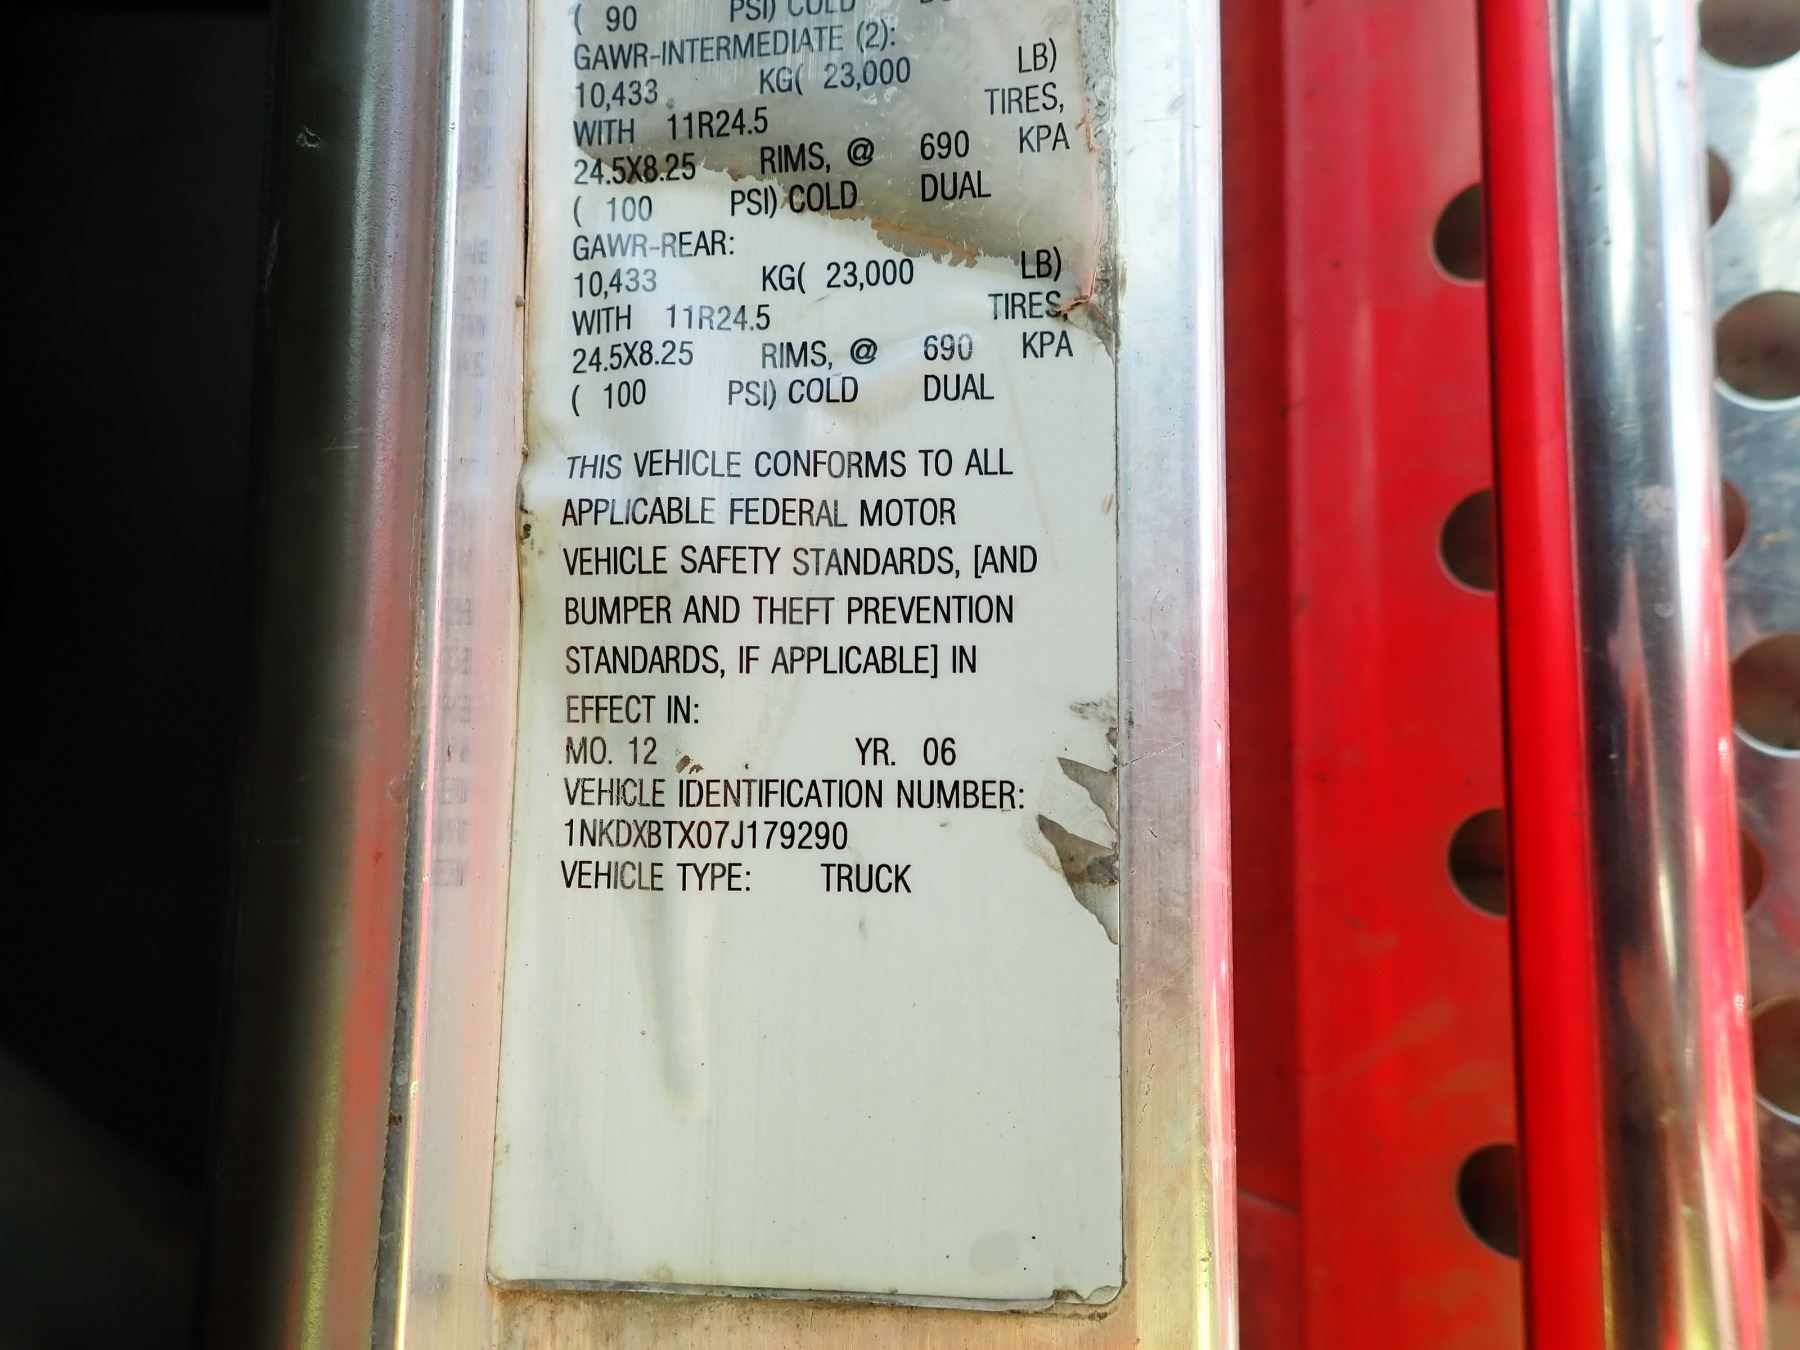 ( 90 PSI) COLD
GAWR-INTERMEDIATE (2):
10,433 KG( 23,000 LB)
WITH 11R24.5 TIRES,
24.5X8.25 RIMS, @ 690 KPA
( 100 PSI) COLD DUAL
GAWR-REAR:
10,433 KG( 23,000 LB)
WITH 11R24.5 TIRES,
24.5X8.25 RIMS, @ 690 KPA
( 100 PSI) COLD DUAL
THIS VEHICLE CONFORMS TO ALL
APPLICABLE FEDERAL MOTOR
VEHICLE SAFETY STANDARDS, [AND
BUMPER AND THEFT PREVENTION
STANDARDS, IF APPLICABLE] IN
EFFECT IN:
MO. 12 YR. 06
VEHICLE IDENTIFICATION NUMBER:
1NKDXBTX07J179290
VEHICLE TYPE: TRUCK